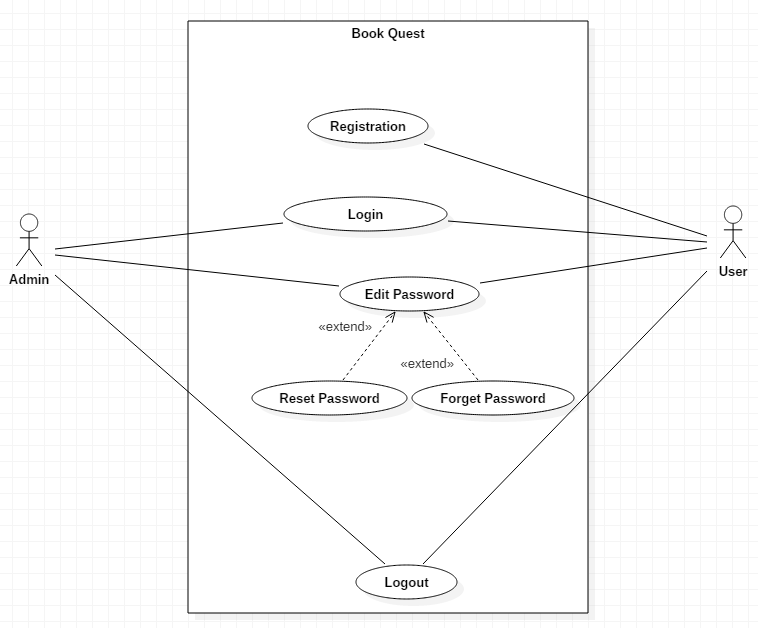 Book Quest
Registration
Login
Admin
User
Edit Password
«extend»
«extend»
Reset Password
Forget Password
Logout